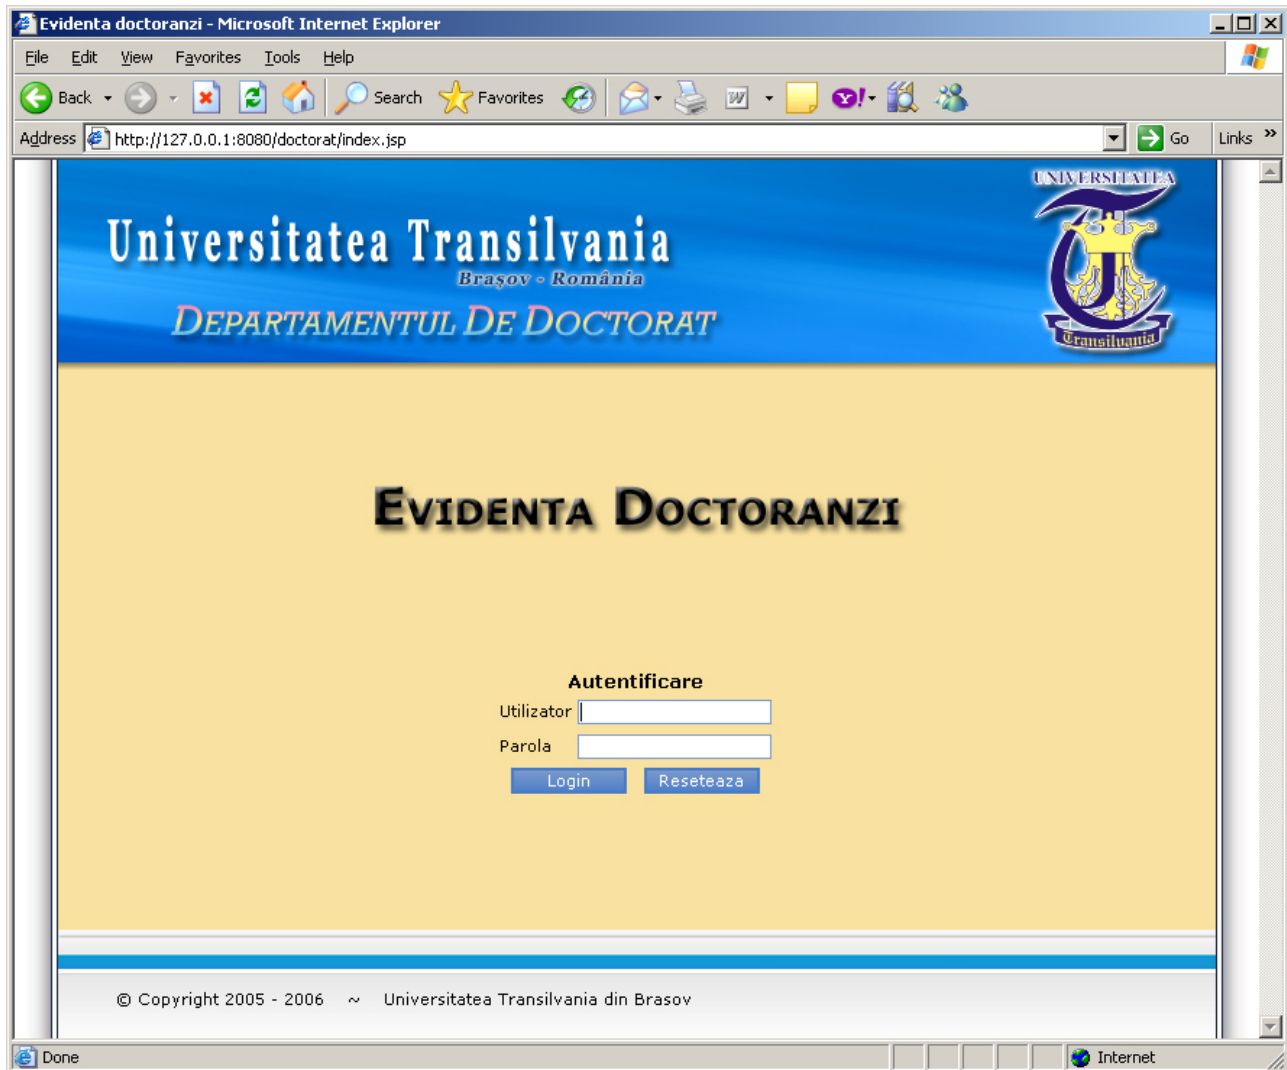 Evidenta doctoranzi - Microsoft Internet Explorer
File Edit View Favorites Tools Help
Back Search Favorites
Address http://127.0.0.1:8080/doctorat/index.jsp Go Links »
UNIVERSITATEA
Universitatea Transilvania
Braşov - România
DEPARTAMENTUL DE DOCTORAT
Transilvania
EVIDENTA DOCTORANZI
Autentificare
Utilizator
Parola
Login Reseteaza
© Copyright 2005 - 2006 ~ Universitatea Transilvania din Brasov
Done Internet